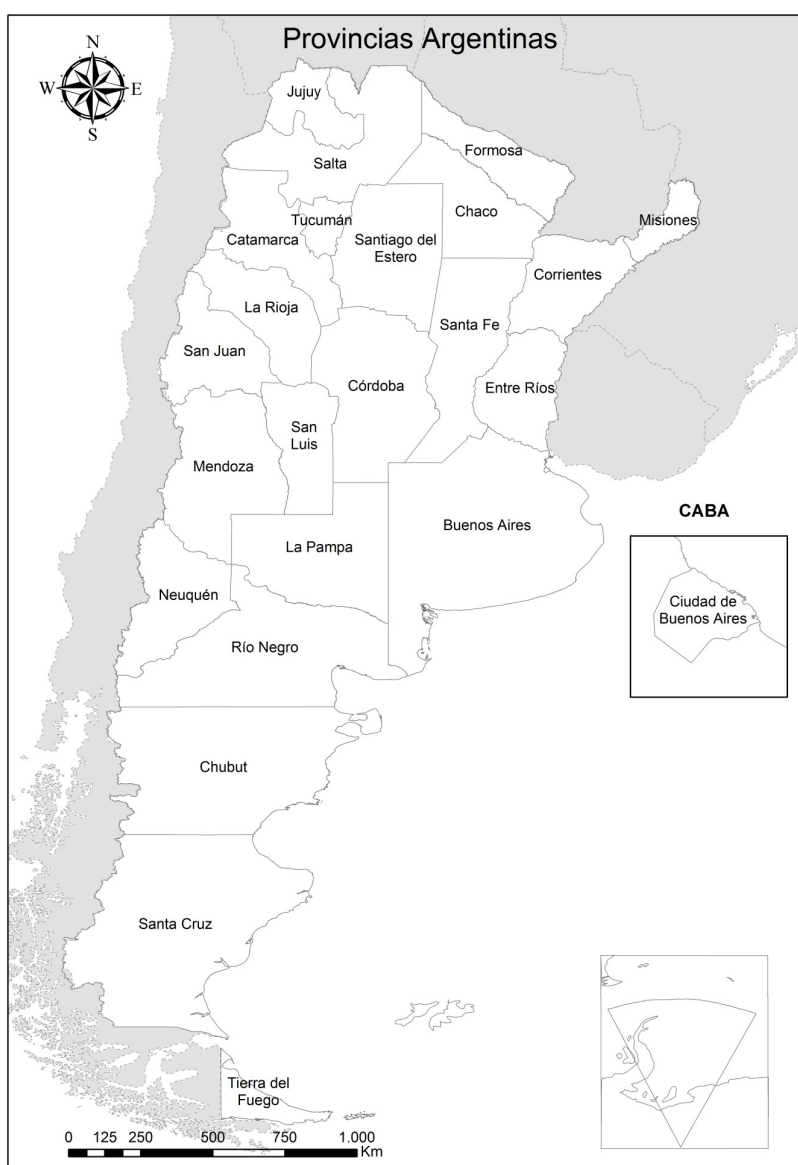 Provincias Argentinas
N
W
E
S
Jujuy
Salta
Formosa
Chaco
Misiones
Tucumán
Catamarca
Santiago del
Estero
Corrientes
La Rioja
Santa Fe
San Juan
Córdoba
Entre Ríos
San
Luis
Mendoza
CABA
Buenos Aires
La Pampa
Neuquén
Ciudad de
Buenos Aires
Río Negro
Chubut
Santa Cruz
Tierra del
Fuego
0 125 250 500 750 1.000
Km